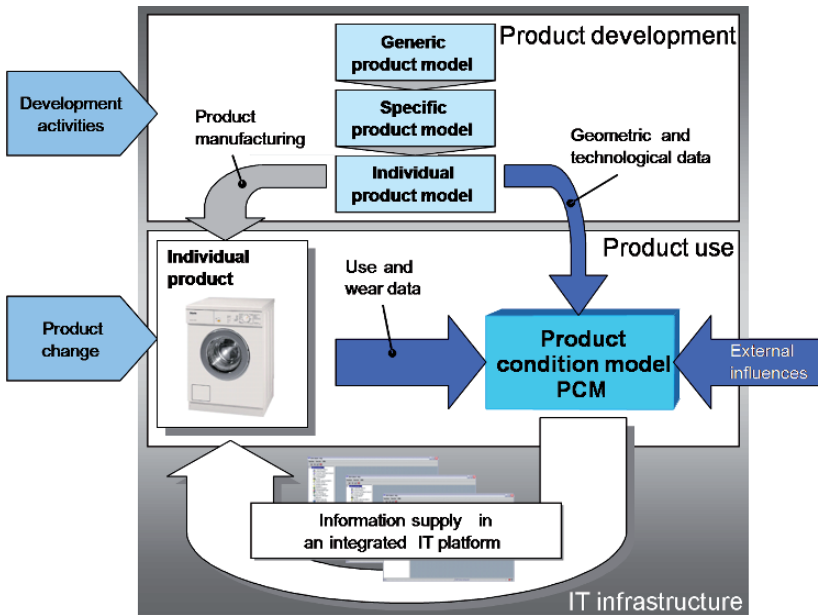 Product development
Generic
product model
Specific
product model
Individual
product model
Development
activities
Product
manufacturing
Geometric and
technological data
Product use
Individual
product
Use and
wear data
Product
change
Product
condition model
PCM
External
influences
Information supply in
an integrated IT platform
IT infrastructure